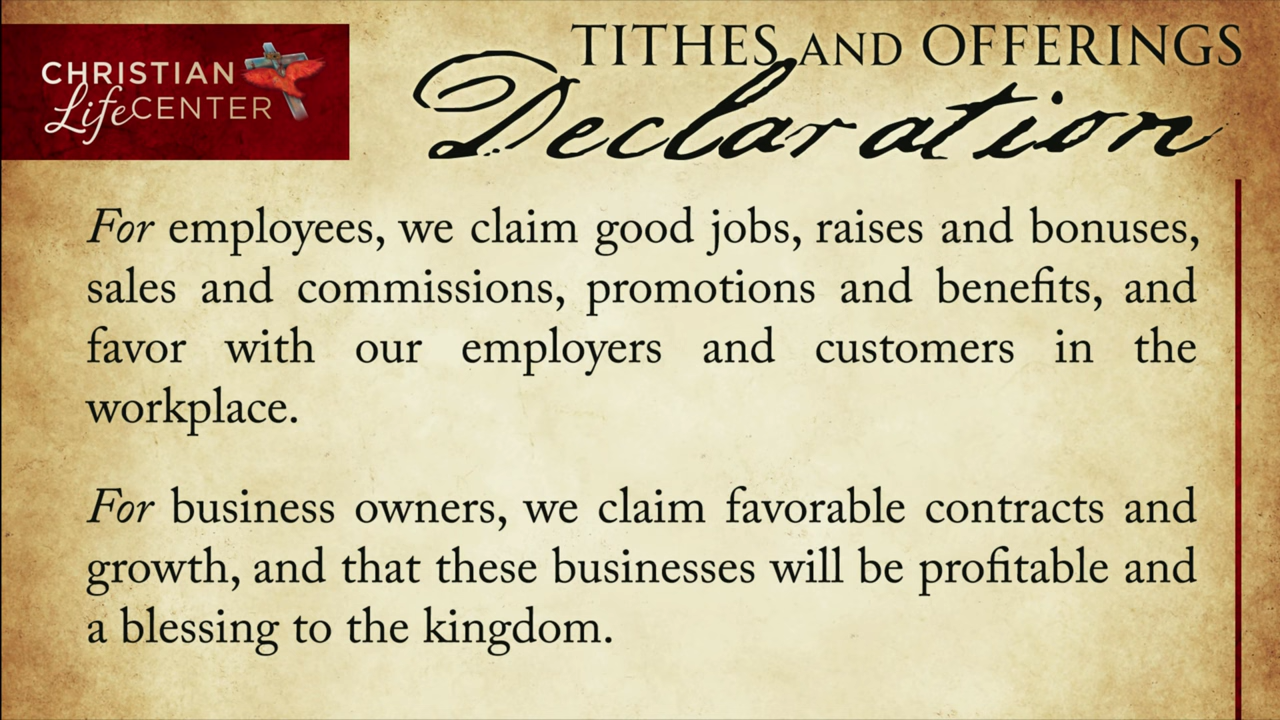 CHRISTIAN
LifeCENTER
TITHES AND OFFERINGS
Declaration
For employees, we claim good jobs, raises and bonuses,
sales and commissions, promotions and benefits, and
favor with our employers and customers in the
workplace.
For business owners, we claim favorable contracts and
growth, and that these businesses will be profitable and
a blessing to the kingdom.